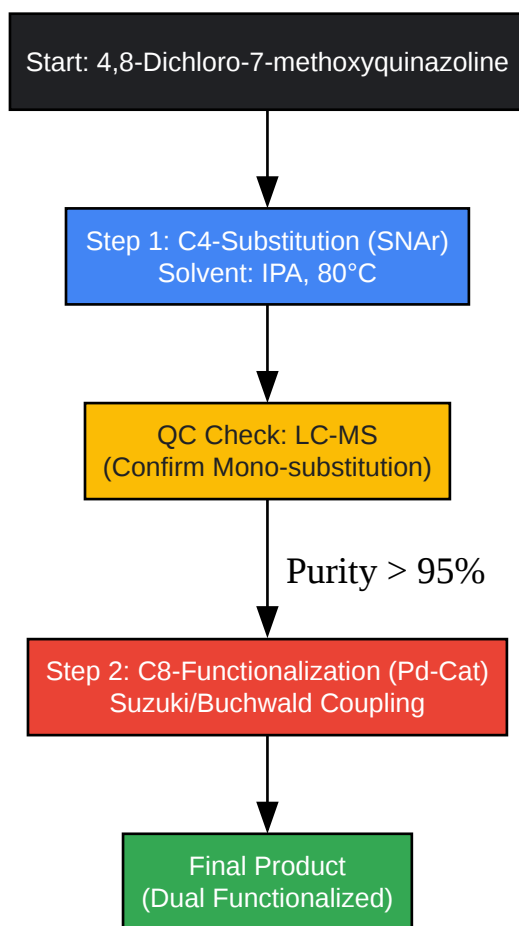 Start: 4,8-Dichloro-7-methoxyquinazoline
Step 1: C4-Substitution (SNAr)
Solvent: IPA, 80°C
QC Check: LC-MS
(Confirm Mono-substitution)
Purity > 95%
Step 2: C8-Functionalization (Pd-Cat)
Suzuki/Buchwald Coupling
Final Product
(Dual Functionalized)